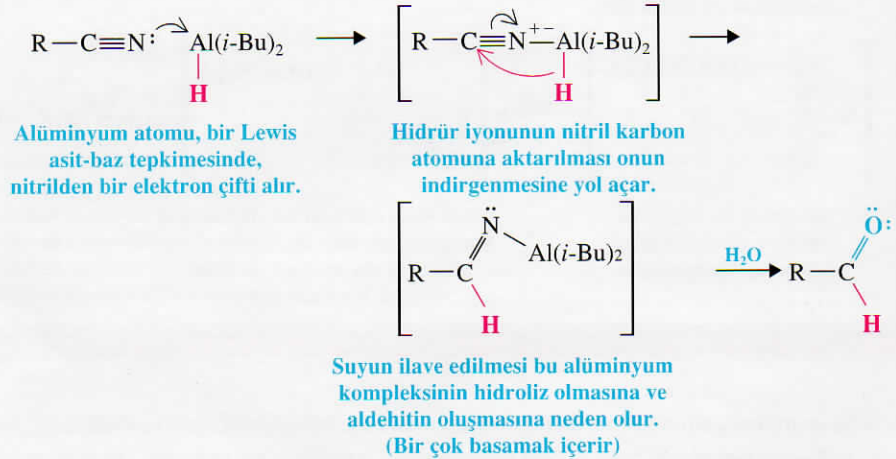 R—C≡N: Al(i-Bu)₂
H
R—C≡N⁺—⁻Al(i-Bu)₂
H
Alüminyum atomu, bir Lewis
asit-baz tepkimesinde,
nitrilden bir elektron çifti alır.
Hidrür iyonunun nitril karbon
atomuna aktarılması onun
indirgenmesine yol açar.
N̈
R—C Al(i-Bu)₂
H
H₂O
Ö:
R—C
H
Suyun ilave edilmesi bu alüminyum
kompleksinin hidroliz olmasına ve
aldehitin oluşmasına neden olur.
(Bir çok basamak içerir)